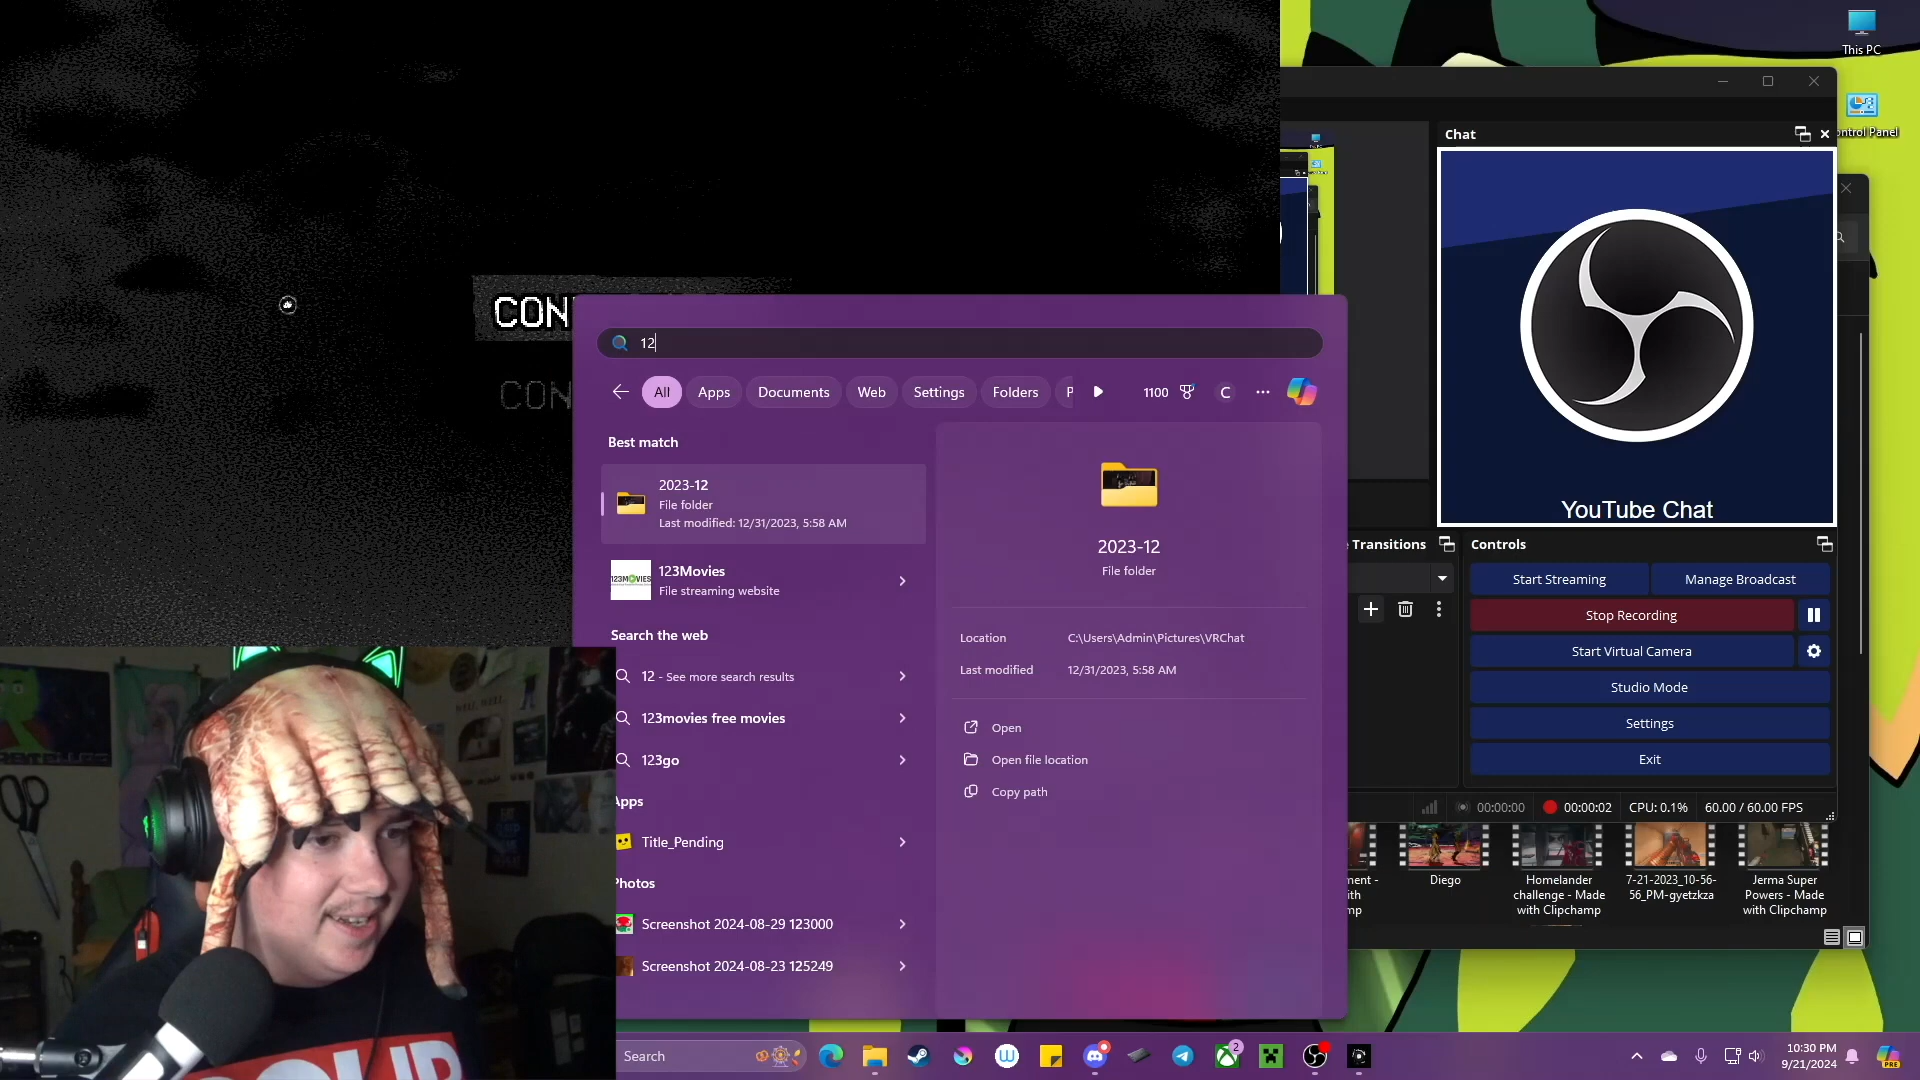 This PC
Chat
CON
12
All
Apps
Documents
Web
Settings
Folders
P
1100
C
Best match
2023-12
File folder
Last modified: 12/31/2023, 5:58 AM
2023-12
File folder
123MOVIES
123Movies
File streaming website
CON
YouTube Chat
Transitions
Controls
Start Streaming
Manage Broadcast
Stop Recording
Start Virtual Camera
Studio Mode
Settings
Exit
Search the web
Location
C:\Users\Admin\Pictures\VRChat
Last modified
12/31/2023, 5:58 AM
12 - See more search results
123movies free movies
123go
Open
Open file location
Copy path
Apps
Title_Pending
Photos
Screenshot 2024-08-29 123000
Screenshot 2024-08-23 125249
00:00:00
00:00:02
CPU: 0.1%
60.00 / 60.00 FPS
Diego
Homelander
challenge - Made
with Clipchamp
7-21-2023_10-56-
56_PM-gyetzkza
Jerma Super
Powers - Made
with Clipchamp
Search
2
10:30 PM
9/21/2024
PRE